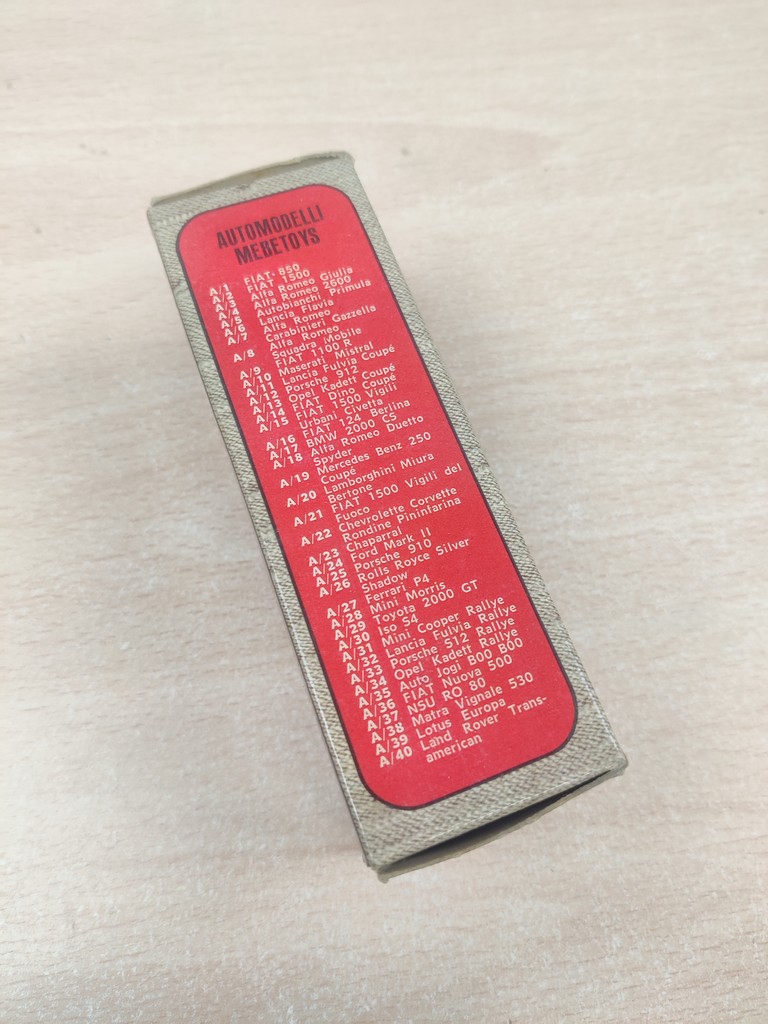 AUTOMODELLI
MEBETOYS
A/1 FIAT-850
A/2 FIAT 1500
A/3 Alfa Romeo Giulia
A/4 Alfa Romeo 2600
A/5 Autobianchi Primula
A/6 Lancia Flavia
A/7 Alfa Romeo
Carabinieri Gazzella
A/8 Alfa Romeo
Squadra Mobile
A/9 FIAT 1100 R
A/10 Maserati Mistral
A/11 Lancia Fulvia Coupé
A/12 Porsche 912
A/13 Opel Kadett Coupé
A/14 FIAT Dino Coupé
A/15 FIAT 1500 Vigili
Urbani Civetta
A/16 FIAT 124 Berlina
A/17 BMW 2000 CS
A/18 Alfa Romeo Duetto
Spyder
A/19 Mercedes Benz 250
Coupé
A/20 Lamborghini Miura
Bertone
A/21 FIAT 1500 Vigili del
Fuoco
A/22 Chevrolette Corvette
Rondine Pininfarina
A/23 Chaparral
A/24 Ford Mark II
A/25 Porsche 910
A/26 Rolls Royce Silver
Shadow
A/27 Ferrari P4
A/28 Mini Morris
A/29 Toyota 2000 GT
A/30 Iso S4
A/31 Mini Cooper Rallye
A/32 Lancia Fulvia Rallye
A/33 Porsche 912 Rallye
A/34 Opel Kadett Rallye
A/35 Auto Jogi B00 B00
A/36 FIAT Nuova 500
A/37 NSU RO 80
A/38 Matra Vignale 530
A/39 Lotus Europa
A/40 Land Rover Trans-
american